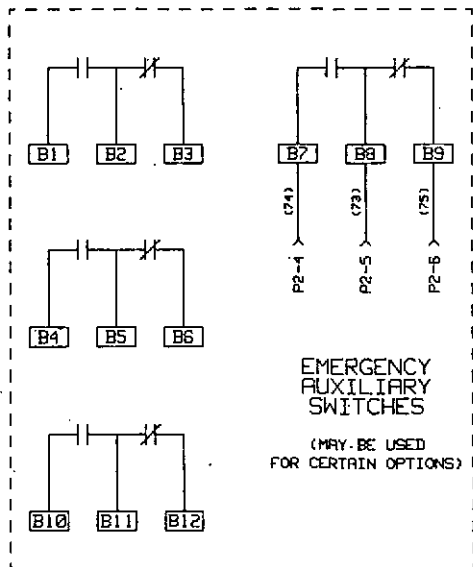 B1 B2 B3
B7 B8 B9
(74) (73) (75)
P2-4 P2-5 P2-6
B4 B5 B6
EMERGENCY
AUXILIARY
SWITCHES
(MAY BE USED
FOR CERTAIN OPTIONS)
B10 B11 B12